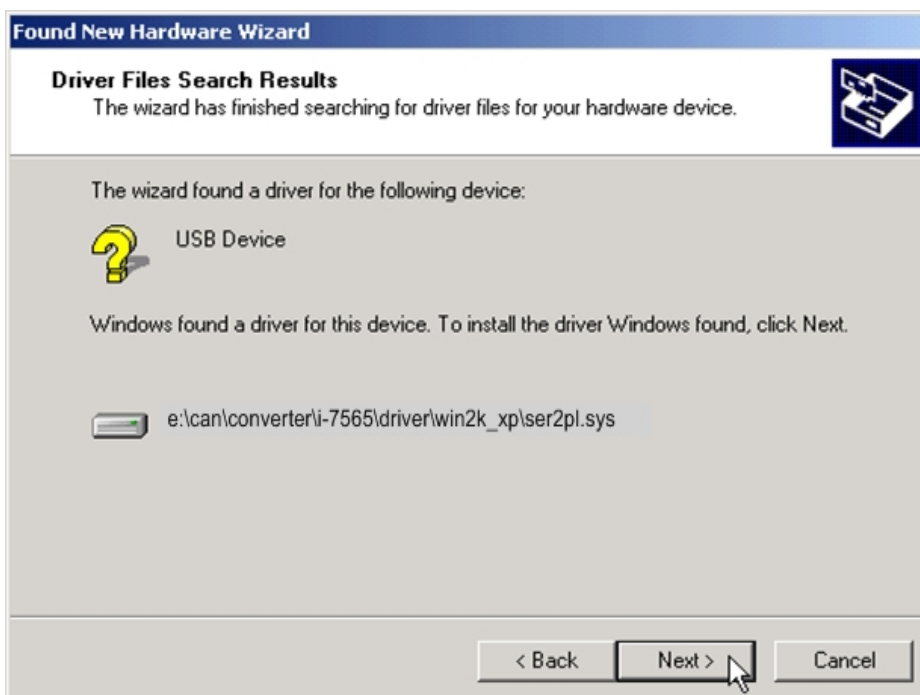 Found New Hardware Wizard
Driver Files Search Results
The wizard has finished searching for driver files for your hardware device.
The wizard found a driver for the following device:
USB Device
Windows found a driver for this device. To install the driver Windows found, click Next.
e:\can\converter\i-7565\driver\win2k_xp\ser2pl.sys
< Back Next > Cancel